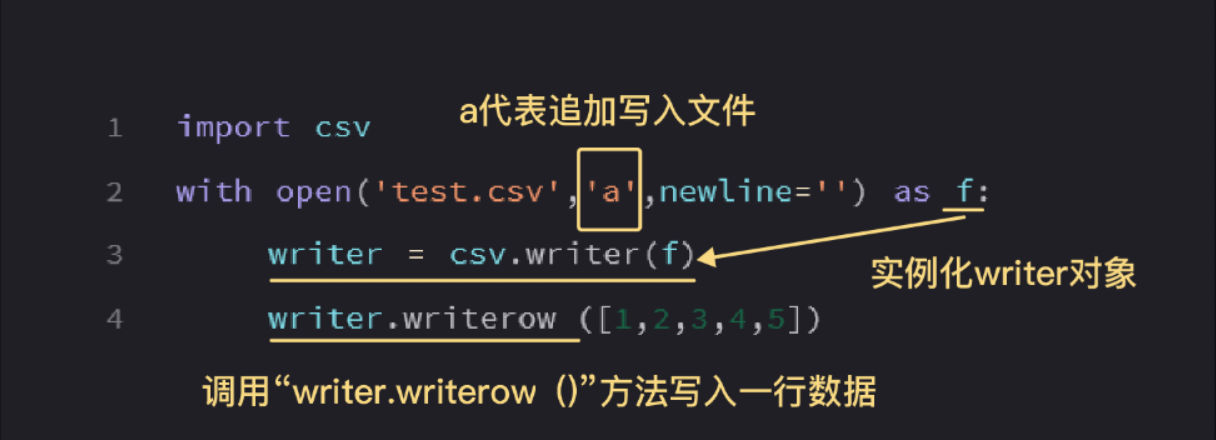 a代表追加写入文件
1 import csv
2 with open('test.csv','a',newline='') as f:
3 writer = csv.writer(f)
实例化writer对象
4 writer.writerow ([1,2,3,4,5])
调用“writer.writerow ()”方法写入一行数据